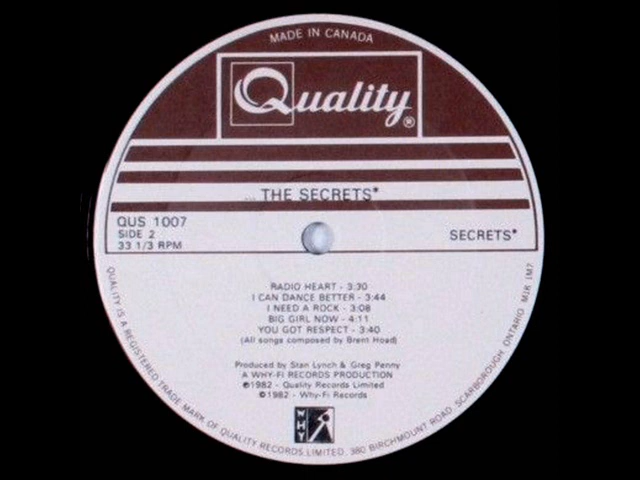 MADE IN CANADA
Quality®
... THE SECRETS*
QUS 1007
SIDE 2
33 1/3 RPM
SECRETS*
RADIO HEART - 3:30
I CAN DANCE BETTER - 3:44
I NEED A ROCK - 3:08
BIG GIRL NOW - 4:11
YOU GOT RESPECT - 3:40
(All songs composed by Brent Hoad)
Produced by Stan Lynch & Greg Penny
A WHY-FI RECORDS PRODUCTION
℗1982 - Quality Records Limited
©1982 - Why-Fi Records
WHY
QUALITY IS A REGISTERED TRADE MARK OF QUALITY RECORDS LIMITED, 380 BIRCHMOUNT ROAD, SCARBOROUGH, ONTARIO M1K 1M7